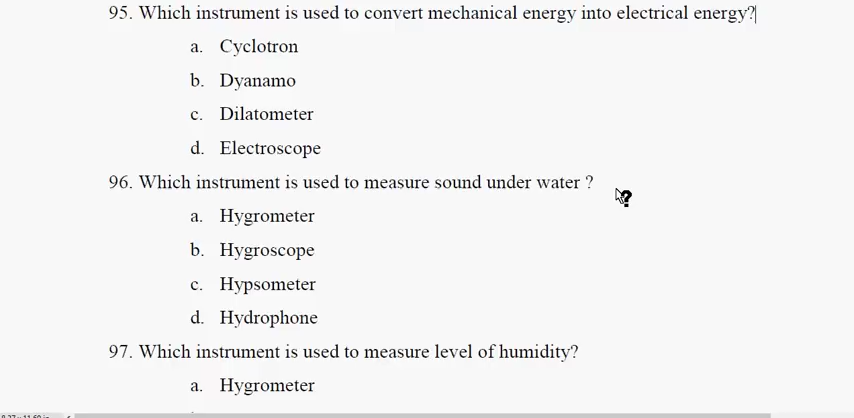 95. Which instrument is used to convert mechanical energy into electrical energy?
a. Cyclotron
b. Dyanamo
c. Dilatometer
d. Electroscope
96. Which instrument is used to measure sound under water ?
a. Hygrometer
b. Hygroscope
c. Hypsometer
d. Hydrophone
97. Which instrument is used to measure level of humidity?
a. Hygrometer